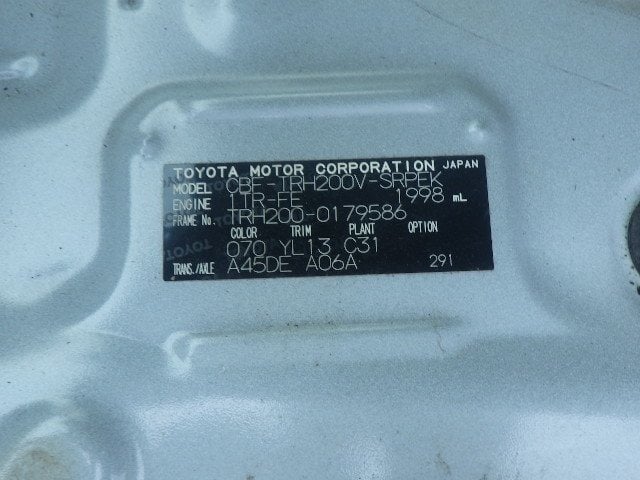 TOYOTA MOTOR CORPORATION JAPAN
MODEL CBF-TRH200V-SRPEK
ENGINE 1TR-FE 1998 mL
FRAME No. TRH200-0179586
COLOR TRIM PLANT OPTION
070 YL13 C31
TRANS./AXLE A45DE A06A 291